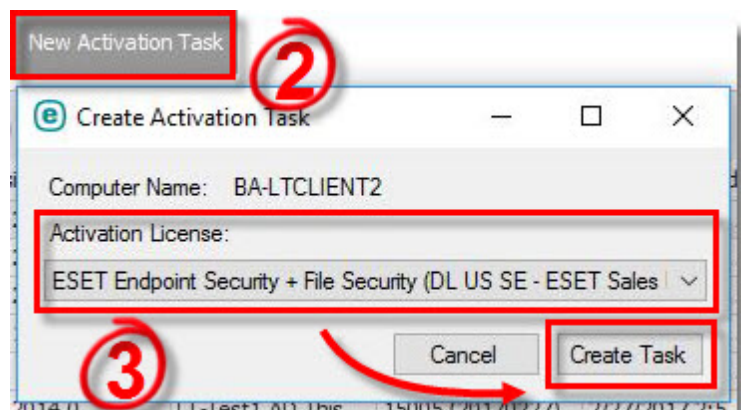 New Activation Task
2
e Create Activation Task
Computer Name: BA-LTCLIENT2
Activation License:
ESET Endpoint Security + File Security (DL US SE - ESET Sales
Cancel Create Task
3